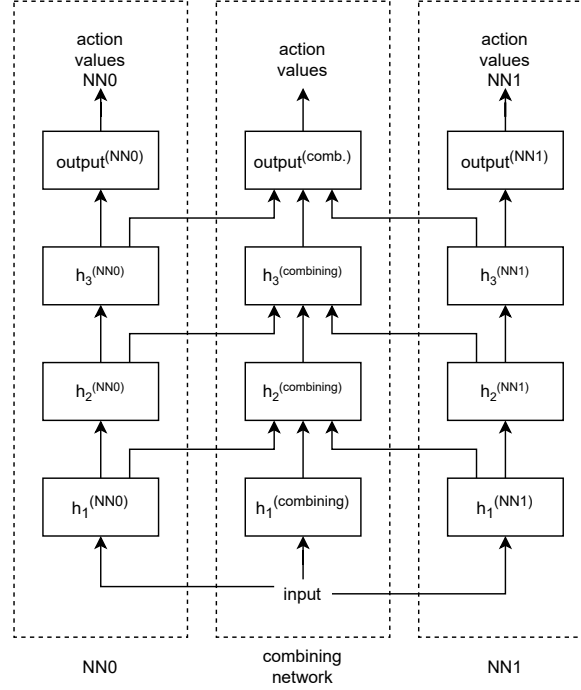 action
values
NN0
action
values
action
values
NN1
output(NN0)
output(comb.)
output(NN1)
h3(NN0)
h3(combining)
h3(NN1)
h2(NN0)
h2(combining)
h2(NN1)
h1(NN0)
h1(combining)
h1(NN1)
input
NN0
combining
network
NN1